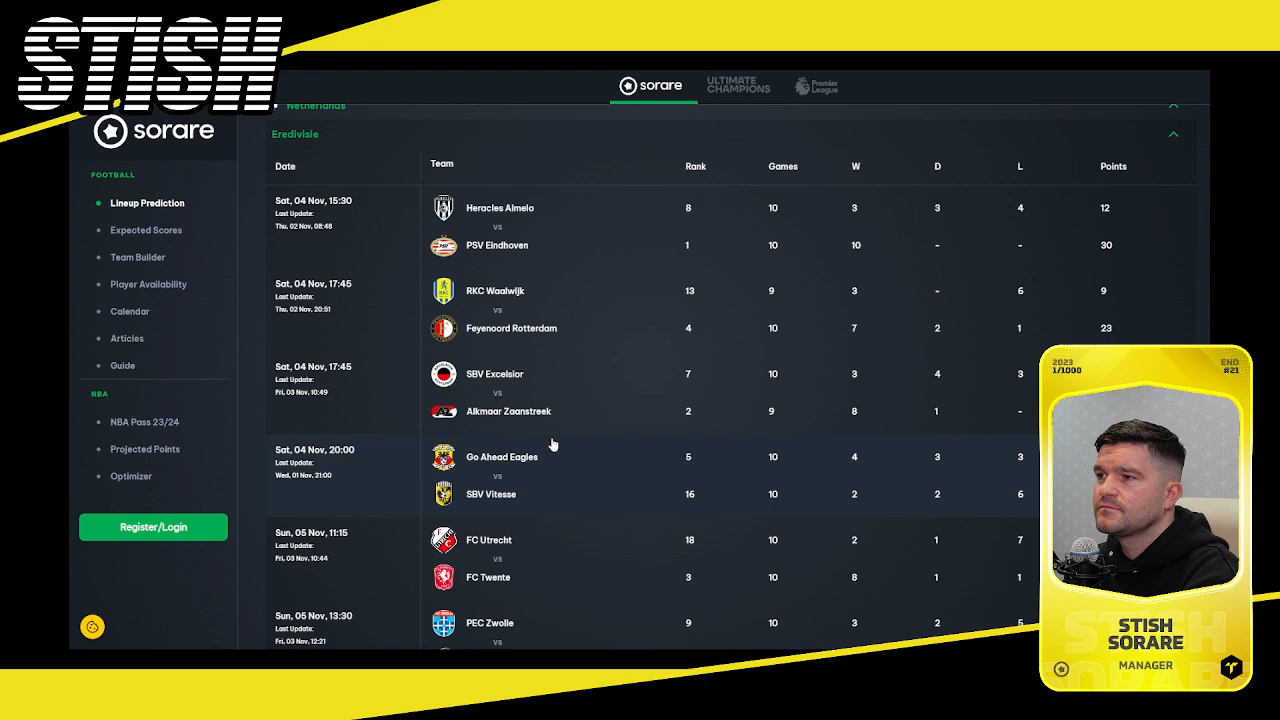 STISH
sorare
ULTIMATE CHAMPIONS
Premier League
sorare
FOOTBALL
Lineup Prediction
Expected Scores
Team Builder
Player Availability
Calendar
Articles
Guide
NBA
NBA Pass 23/24
Projected Points
Optimizer
Register/Login
Netherlands
Eredivisie
Date Team Rank Games W D L Points
Sat, 04 Nov, 15:30
Last Update:
Thu, 02 Nov, 08:48
Heracles Almelo 8 10 3 3 4 12
vs
PSV Eindhoven 1 10 10 - - 30
Sat, 04 Nov, 17:45
Last Update:
Thu, 02 Nov, 20:51
RKC Waalwijk 13 9 3 - 6 9
vs
Feyenoord Rotterdam 4 10 7 2 1 23
Sat, 04 Nov, 17:45
Last Update:
Fri, 03 Nov, 10:49
SBV Excelsior 7 10 3 4 3
vs
Alkmaar Zaanstreek 2 9 8 1 -
Sat, 04 Nov, 20:00
Last Update:
Wed, 01 Nov, 21:00
Go Ahead Eagles 5 10 4 3 3
vs
SBV Vitesse 16 10 2 2 6
Sun, 05 Nov, 11:15
Last Update:
Fri, 03 Nov, 10:44
FC Utrecht 18 10 2 1 7
vs
FC Twente 3 10 8 1 1
Sun, 05 Nov, 13:30
Last Update:
Fri, 03 Nov, 12:21
PEC Zwolle 9 10 3 2 5
vs
2023
1/1000
END
#21
STISH
SORARE
MANAGER